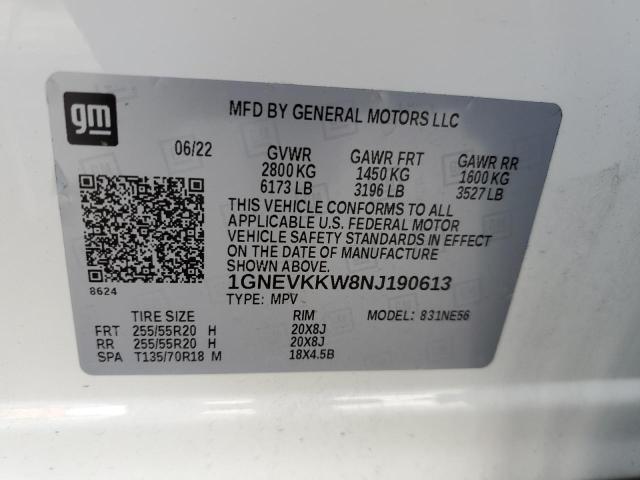 gm
MFD BY GENERAL MOTORS LLC
06/22 GVWR GAWR FRT GAWR RR
2800 KG 1450 KG 1600 KG
6173 LB 3196 LB 3527 LB
THIS VEHICLE CONFORMS TO ALL
APPLICABLE U.S. FEDERAL MOTOR
VEHICLE SAFETY STANDARDS IN EFFECT
ON THE DATE OF MANUFACTURE
SHOWN ABOVE.
8624
1GNEVKKW8NJ190613
TYPE: MPV
TIRE SIZE RIM MODEL: 831NE56
FRT 255/55R20 H 20X8J
RR 255/55R20 H 20X8J
SPA T135/70R18 M 18X4.5B